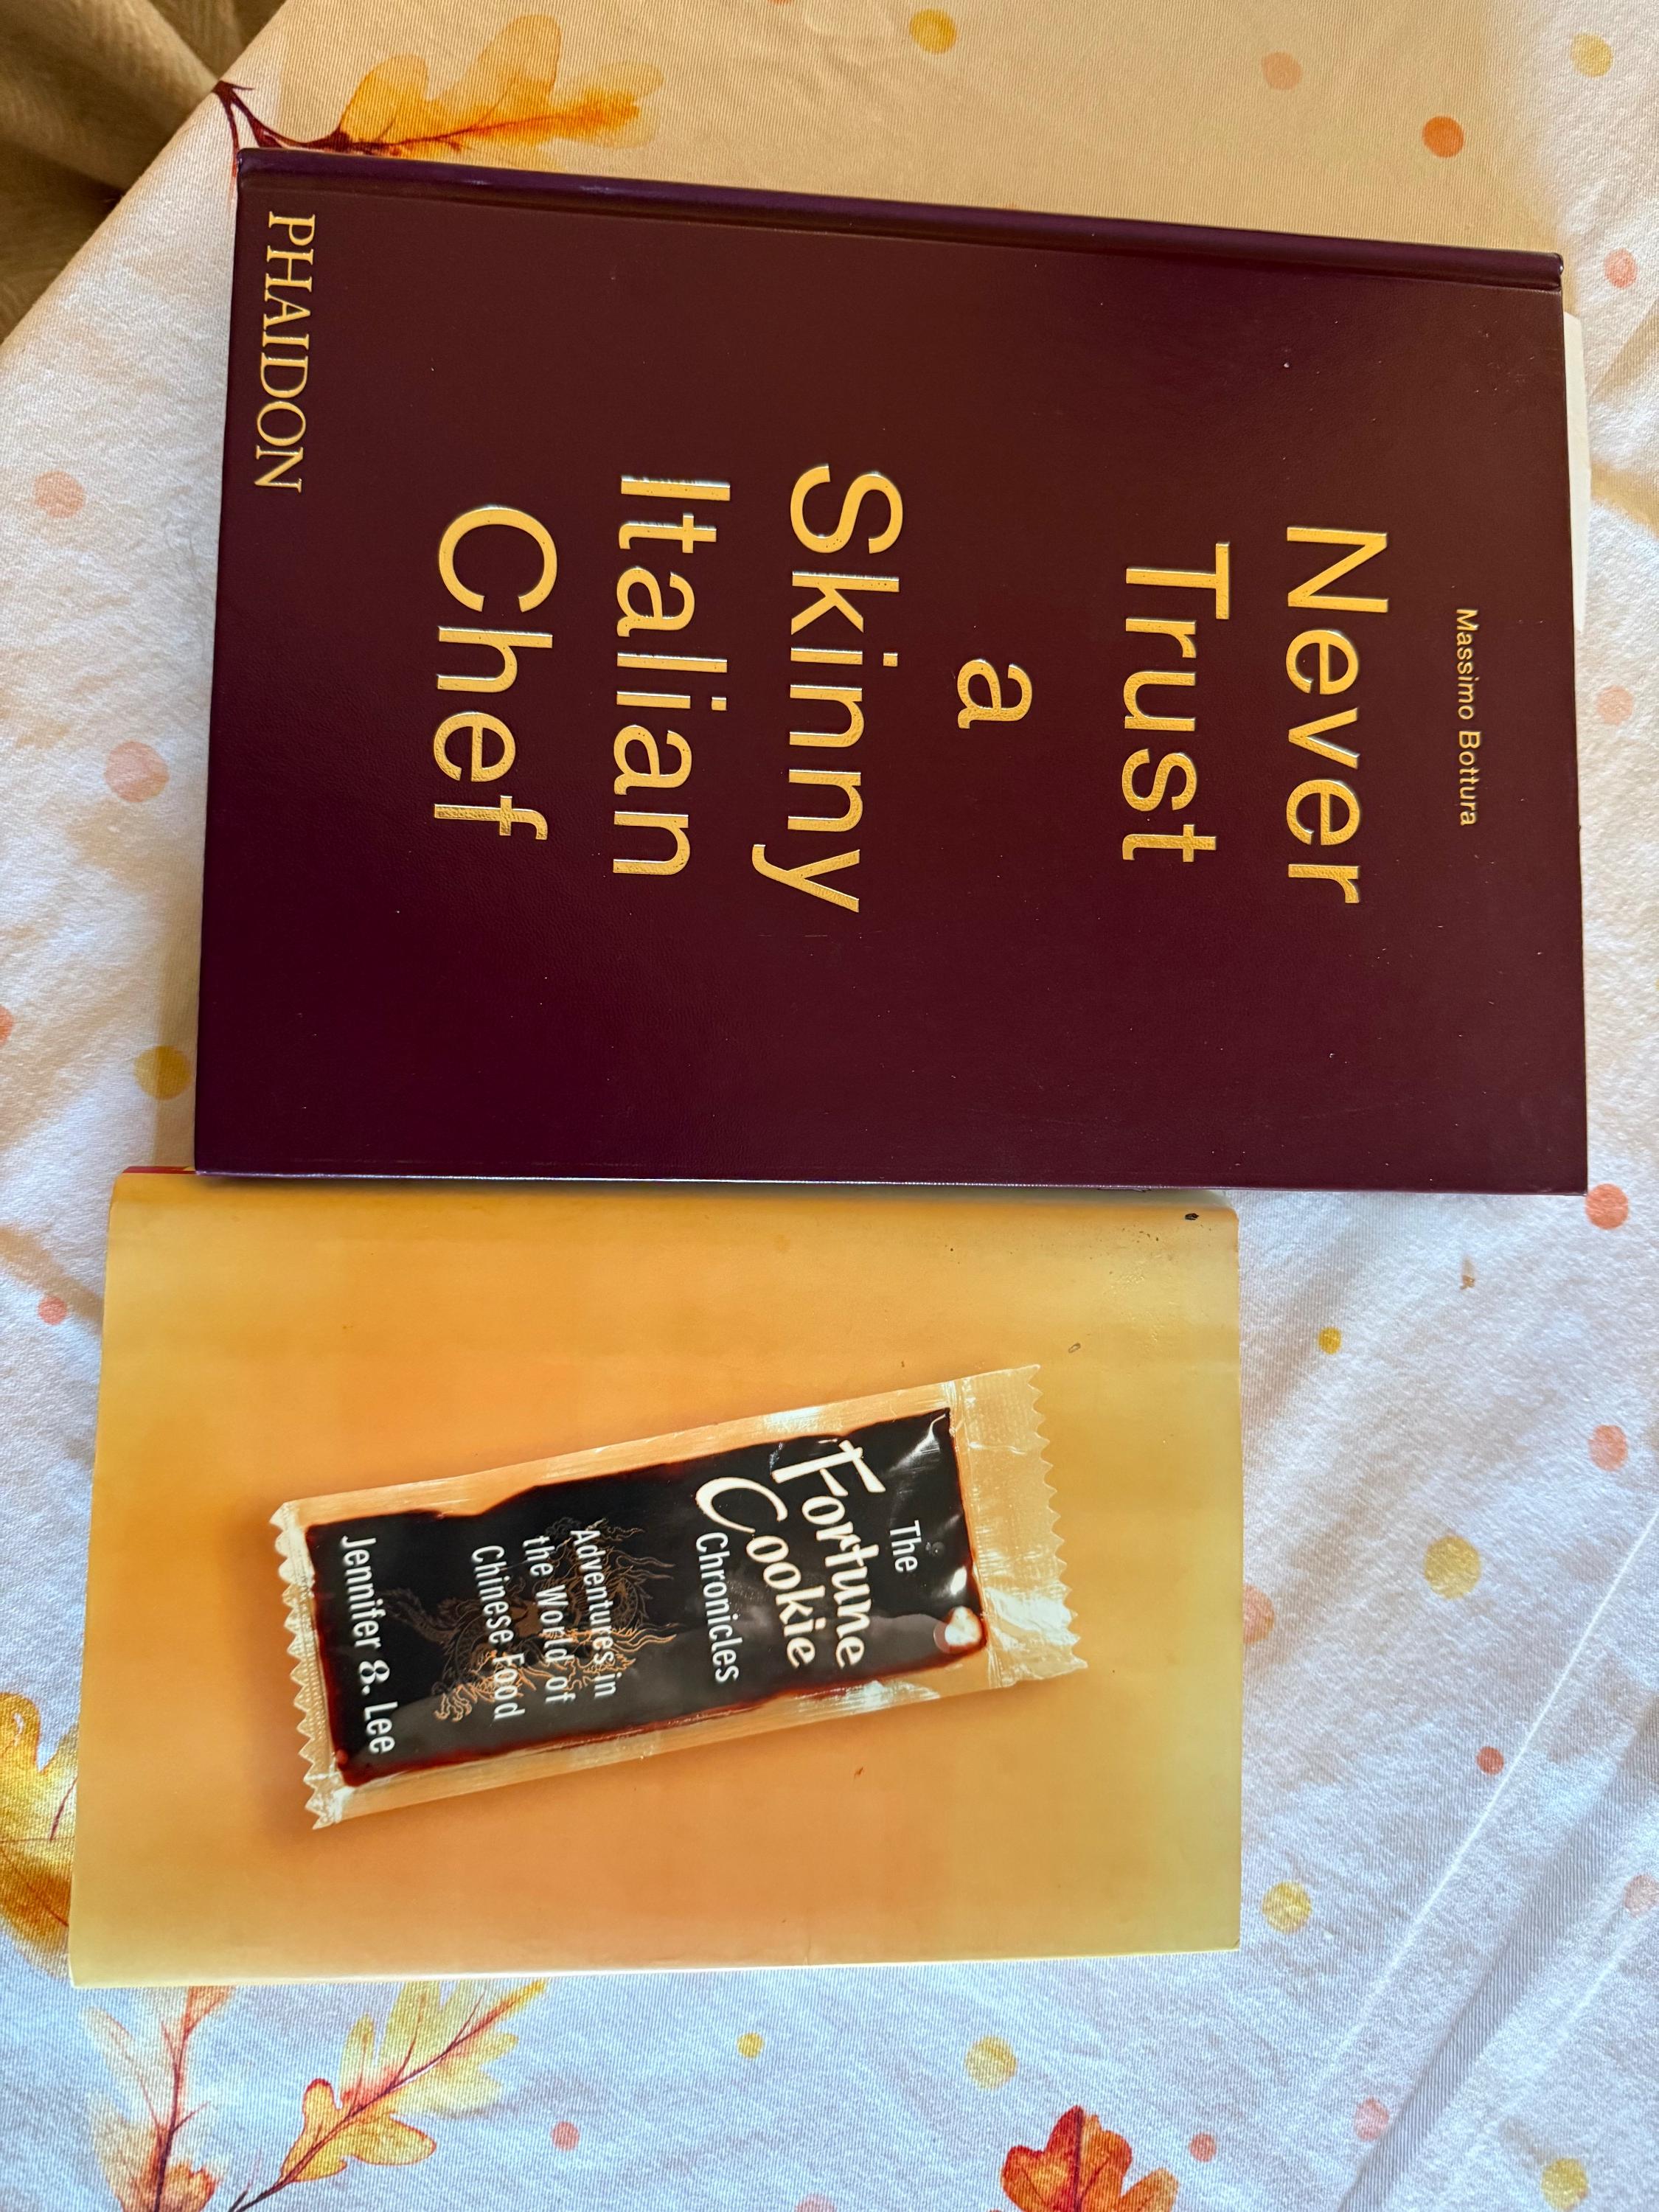 Massimo Bottura
Never
Trust
a
Skinny
Italian
Chef
PHAIDON
The
Fortune
Cookie
Chronicles
Adventures in
the World of
Chinese Food
Jennifer 8. Lee